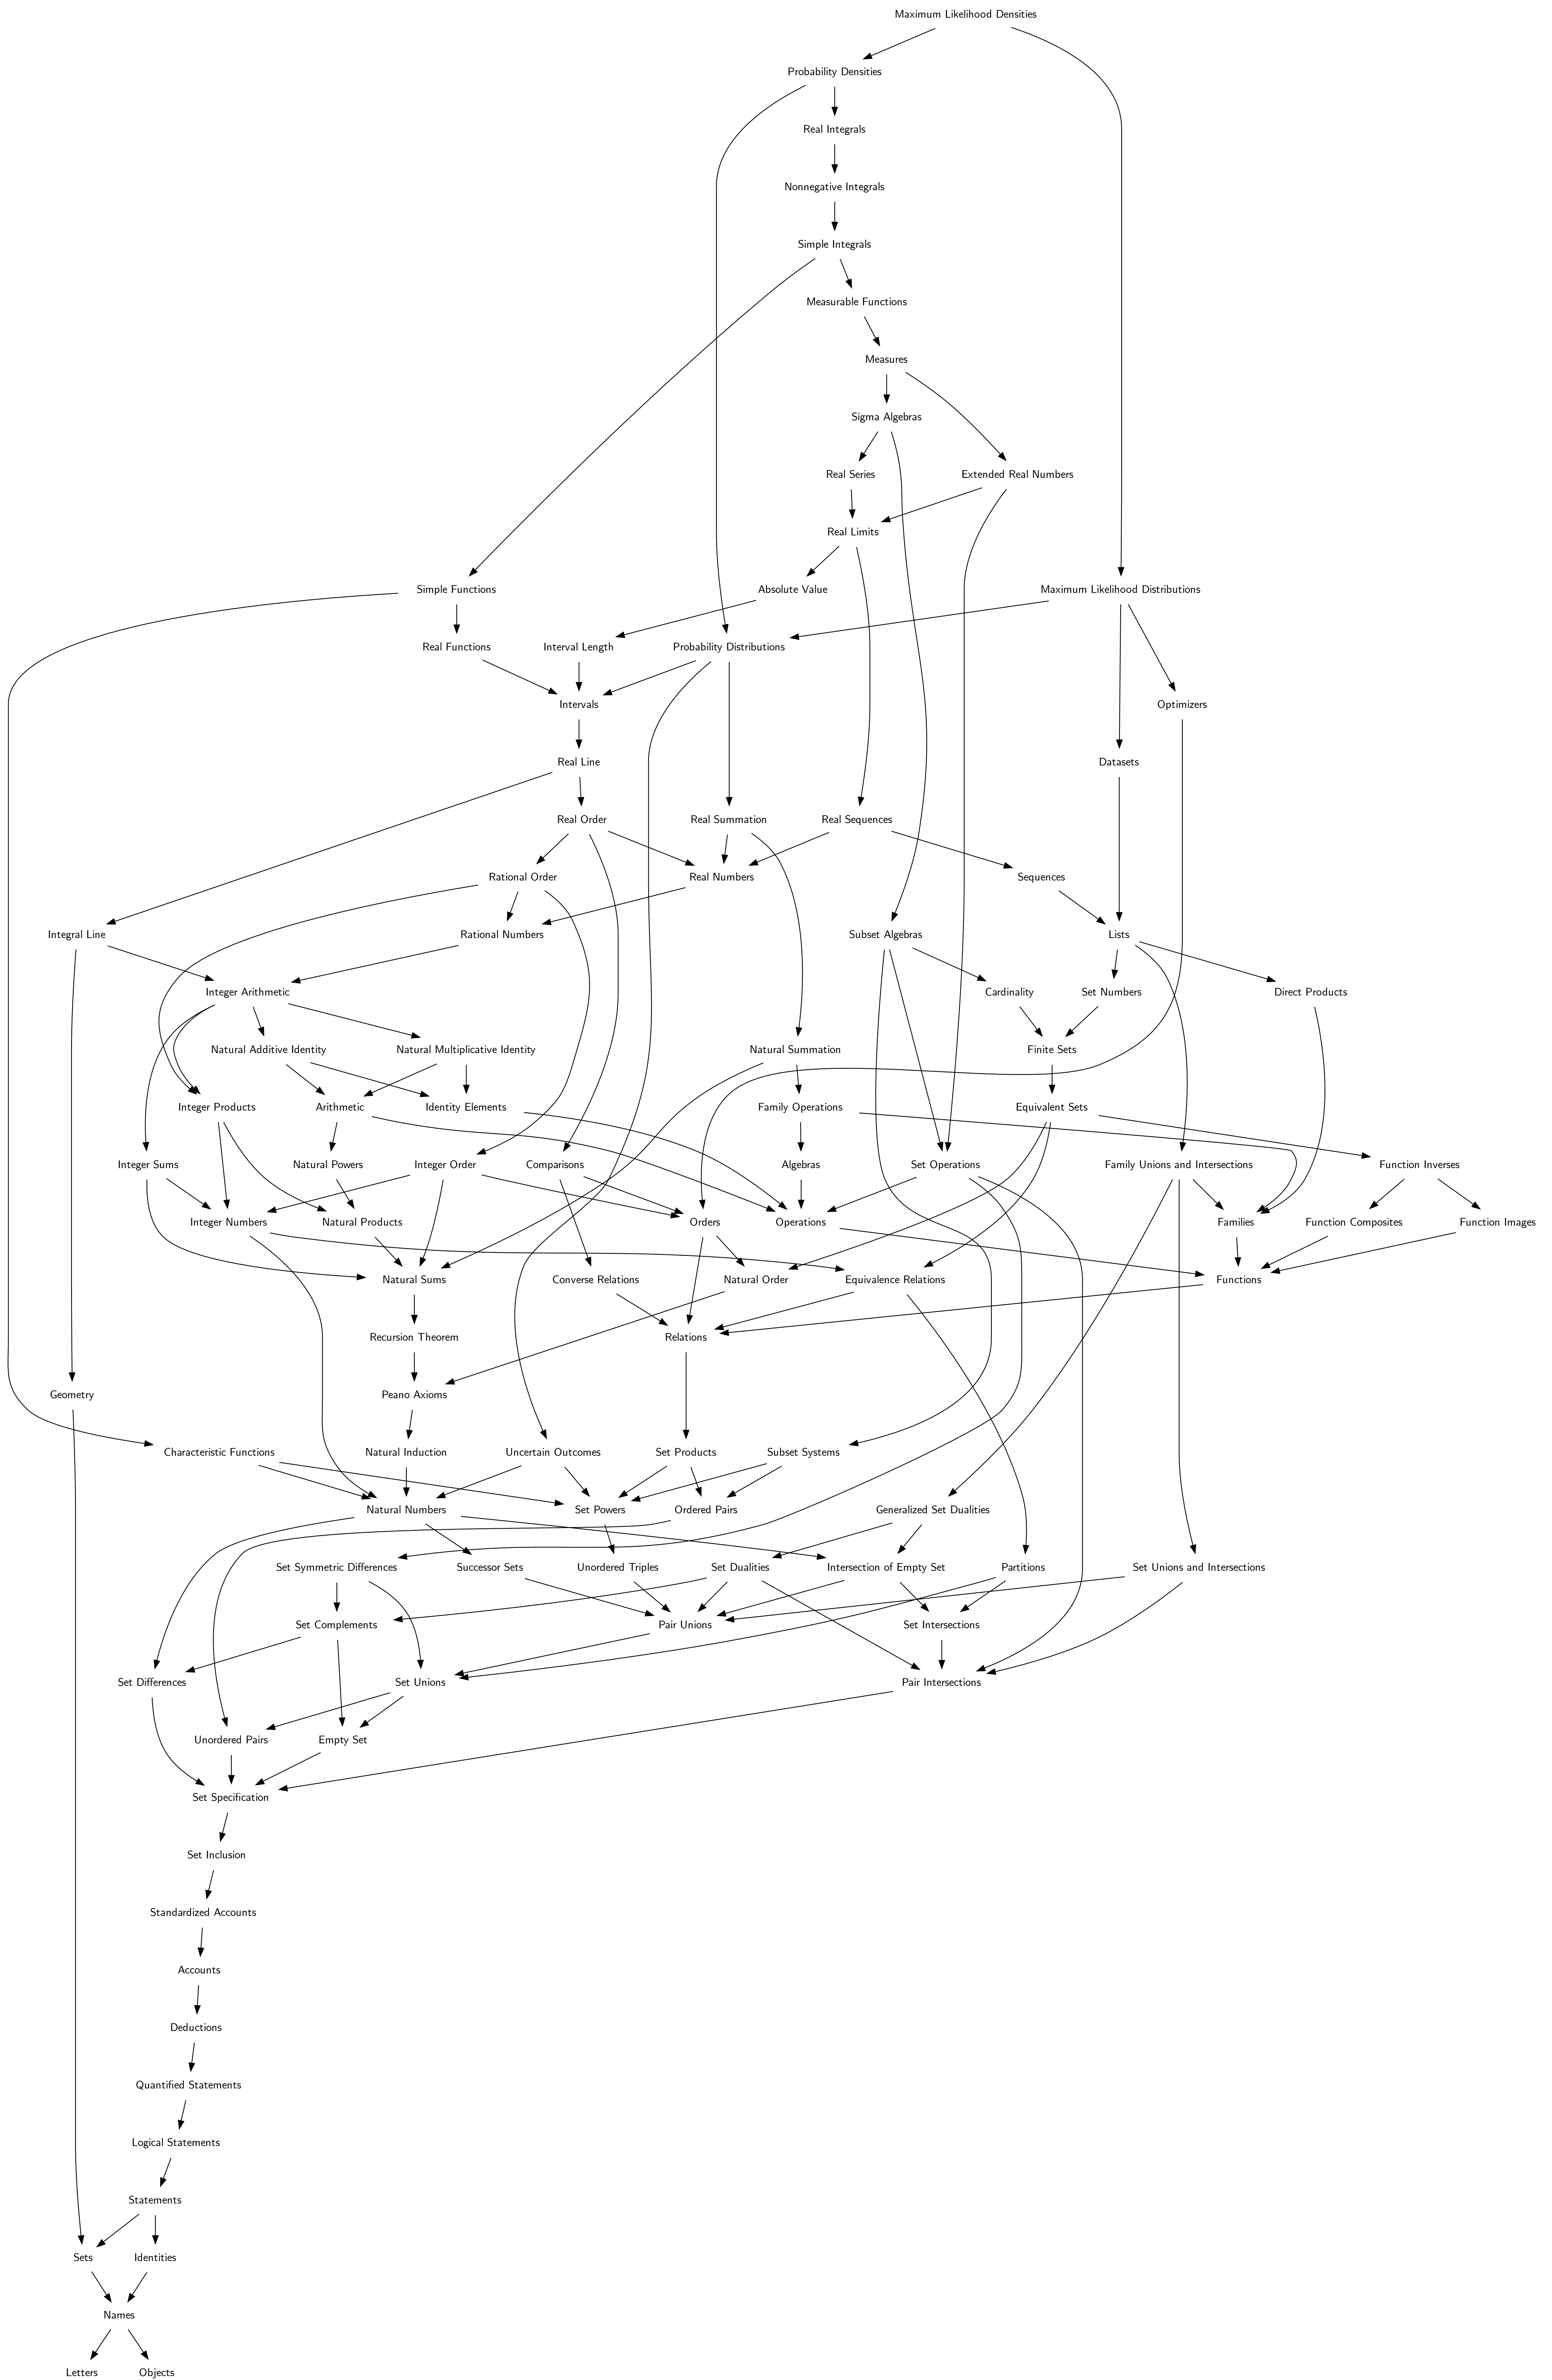 Maximum Likelihood Densities
Probability Densities
Real Integrals
Nonnegative Integrals
Simple Integrals
Measurable Functions
Measures
Sigma Algebras
Real Series
Extended Real Numbers
Real Limits
Simple Functions
Absolute Value
Maximum Likelihood Distributions
Real Functions
Interval Length
Probability Distributions
Intervals
Optimizers
Real Line
Datasets
Real Order
Real Summation
Real Sequences
Rational Order
Real Numbers
Sequences
Integral Line
Rational Numbers
Subset Algebras
Lists
Integer Arithmetic
Cardinality
Set Numbers
Direct Products
Natural Additive Identity
Natural Multiplicative Identity
Natural Summation
Finite Sets
Integer Products
Arithmetic
Identity Elements
Family Operations
Equivalent Sets
Integer Sums
Natural Powers
Integer Order
Comparisons
Algebras
Set Operations
Family Unions and Intersections
Function Inverses
Integer Numbers
Natural Products
Orders
Operations
Families
Function Composites
Function Images
Natural Sums
Converse Relations
Natural Order
Equivalence Relations
Functions
Recursion Theorem
Relations
Geometry
Peano Axioms
Characteristic Functions
Natural Induction
Uncertain Outcomes
Set Products
Subset Systems
Natural Numbers
Set Powers
Ordered Pairs
Generalized Set Dualities
Set Symmetric Differences
Successor Sets
Unordered Triples
Set Dualities
Intersection of Empty Set
Partitions
Set Unions and Intersections
Set Complements
Pair Unions
Set Intersections
Set Differences
Set Unions
Pair Intersections
Unordered Pairs
Empty Set
Set Specification
Set Inclusion
Standardized Accounts
Accounts
Deductions
Quantified Statements
Logical Statements
Statements
Sets
Identities
Names
Letters
Objects